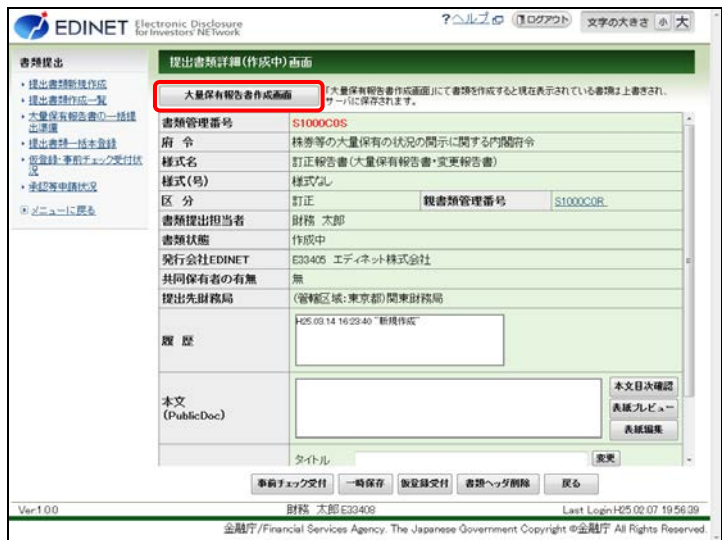 EDINET Electronic Disclosure for Investors' NETwork
?ヘルプ ログアウト 文字の大きさ 小 大
書類提出
・提出書類新規作成
・提出書類作成一覧
・大量保有報告書の一括提出準備
・提出書類一括本登録
・仮登録・事前チェック受付状況
・承認等申請状況
メニューに戻る
提出書類詳細(作成中)画面
大量保有報告書作成画面
「大量保有報告書作成画面」にて書類を作成すると現在表示されている書類は上書きされ、
サーバに保存されます。
書類管理番号 S1000C0S
府 令 株券等の大量保有の状況の開示に関する内閣府令
様式名 訂正報告書(大量保有報告書・変更報告書)
様式(号) 様式なし
区 分 訂正 親書類管理番号 S1000C0R
書類提出担当者 財務 太郎
書類状態 作成中
発行会社EDINET E33405 エディネット株式会社
共同保有者の有無 無
提出先財務局 (管轄区域:東京都)関東財務局
履 歴 H25.03.14 16:23:40 "新規作成"
本文
(PublicDoc)
本文目次確認
表紙プレビュー
表紙編集
タイトル 変更
事前チェック受付 一時保存 仮登録受付 書類ヘッダ削除 戻る
Ver.1.0.0 財務 太郎 E33408 Last Login:H25.02.07 19:56:39
金融庁/Financial Services Agency. The Japanese Government Copyright ©金融庁 All Rights Reserved.